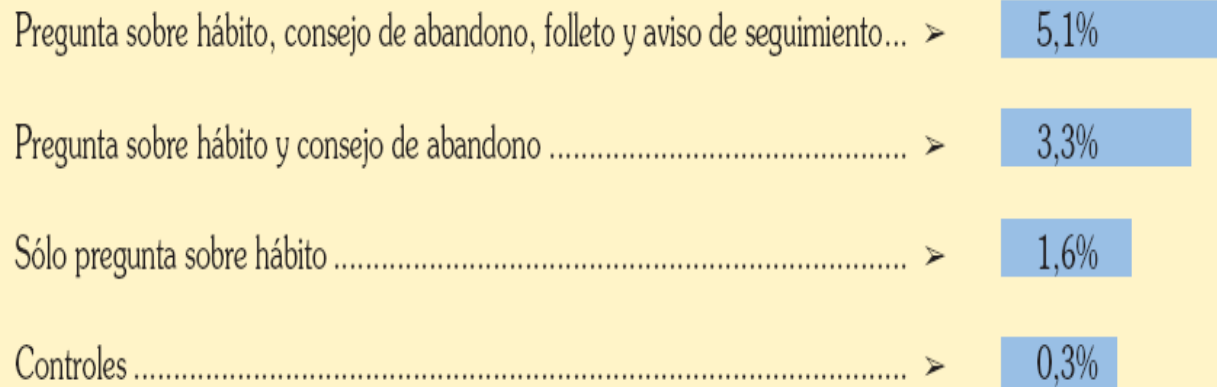 Pregunta sobre hábito, consejo de abandono, folleto y aviso de seguimiento... ➢ 5,1%
Pregunta sobre hábito y consejo de abandono ........................................... ➢ 3,3%
Sólo pregunta sobre hábito ..................................................................... ➢ 1,6%
Controles ............................................................................................. ➢ 0,3%